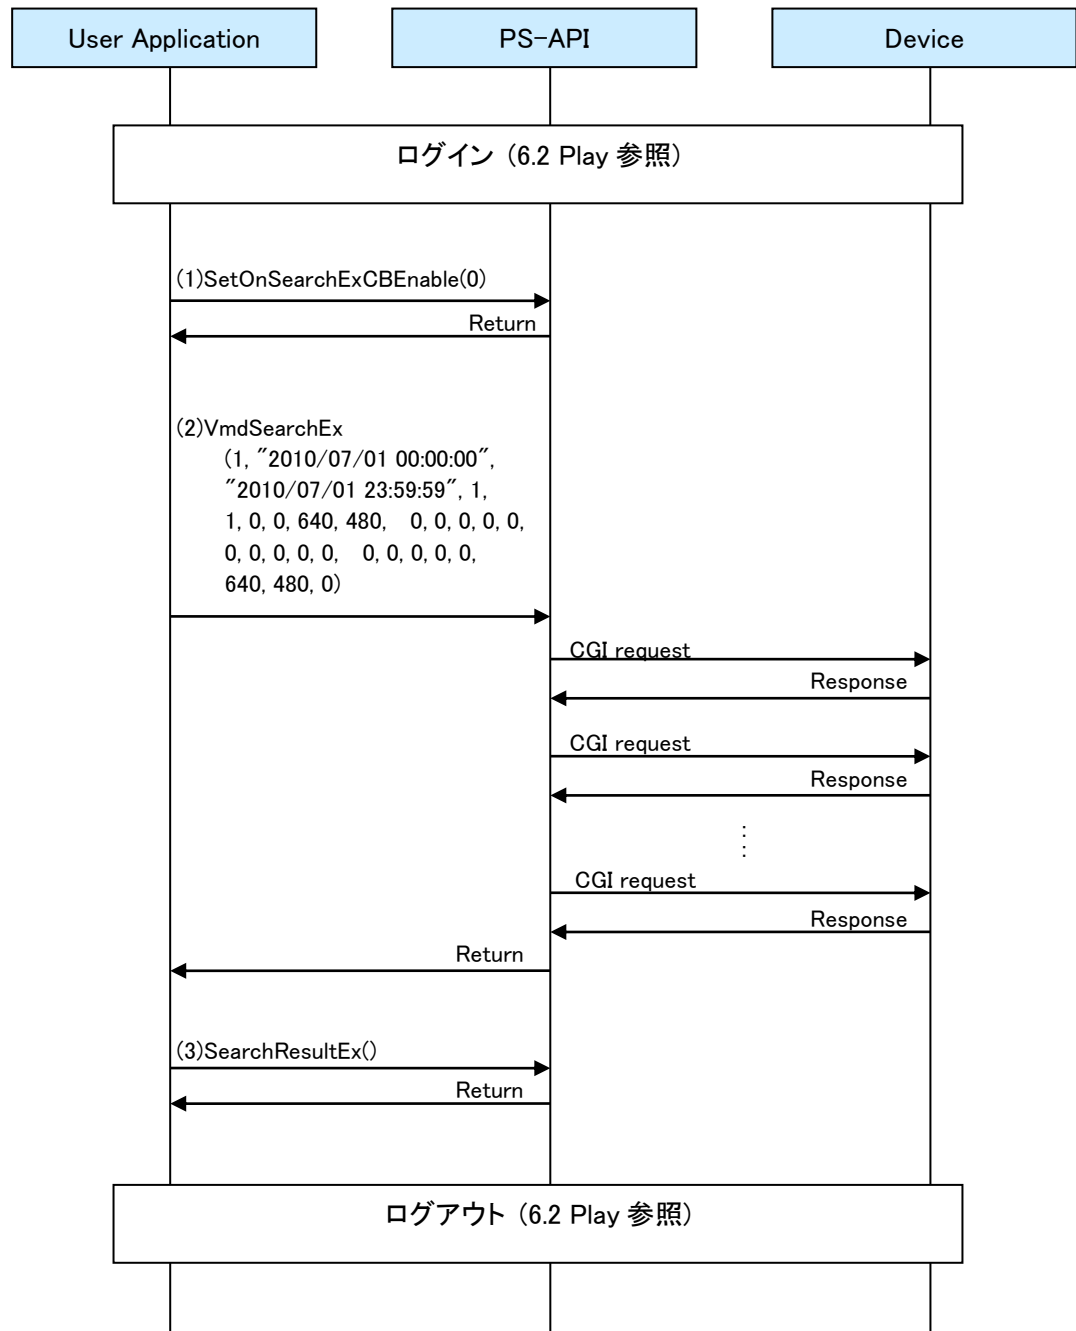 User Application
PS-API
Device
ログイン (6.2 Play 参照)
(1)SetOnSearchExCBEnable(0)
Return
(2)VmdSearchEx
(1, "2010/07/01 00:00:00",
"2010/07/01 23:59:59", 1,
1, 0, 0, 640, 480, 0, 0, 0, 0, 0,
0, 0, 0, 0, 0, 0, 0, 0, 0, 0,
640, 480, 0)
CGI request
Response
CGI request
Response
CGI request
Response
Return
(3)SearchResultEx()
Return
ログアウト (6.2 Play 参照)